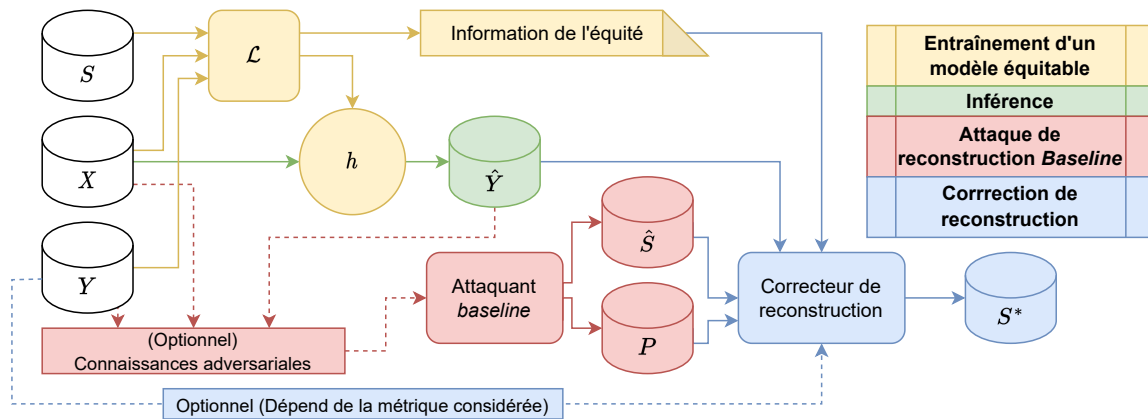 S
𝓛
Information de l'équité
X
h
Ŷ
Y
Ŝ
P
Attaquant
baseline
Correcteur de
reconstruction
S*
(Optionnel)
Connaissances adversariales
Optionnel (Dépend de la métrique considérée)
Entraînement d'un
modèle équitable
Inférence
Attaque de
reconstruction Baseline
Corrrection de
reconstruction